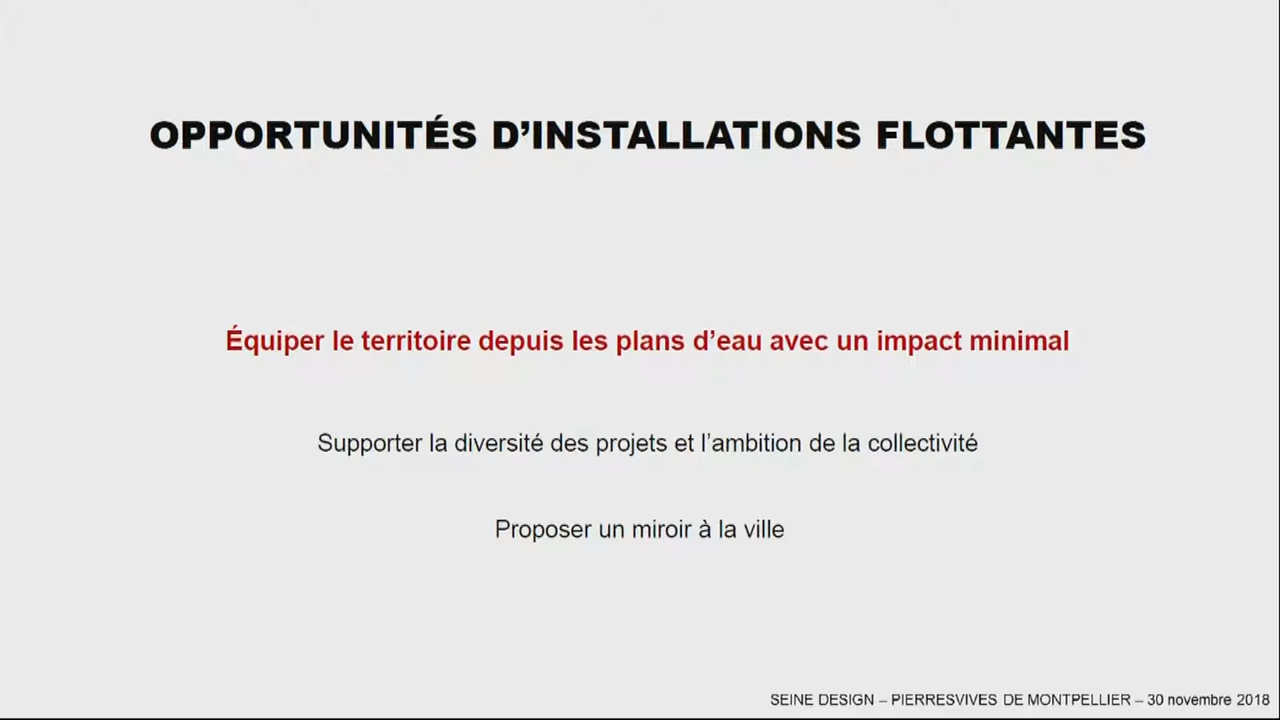 OPPORTUNITÉS D’INSTALLATIONS FLOTTANTES
Équiper le territoire depuis les plans d’eau avec un impact minimal
Supporter la diversité des projets et l’ambition de la collectivité
Proposer un miroir à la ville
SEINE DESIGN – PIERRESVIVES DE MONTPELLIER – 30 novembre 2018